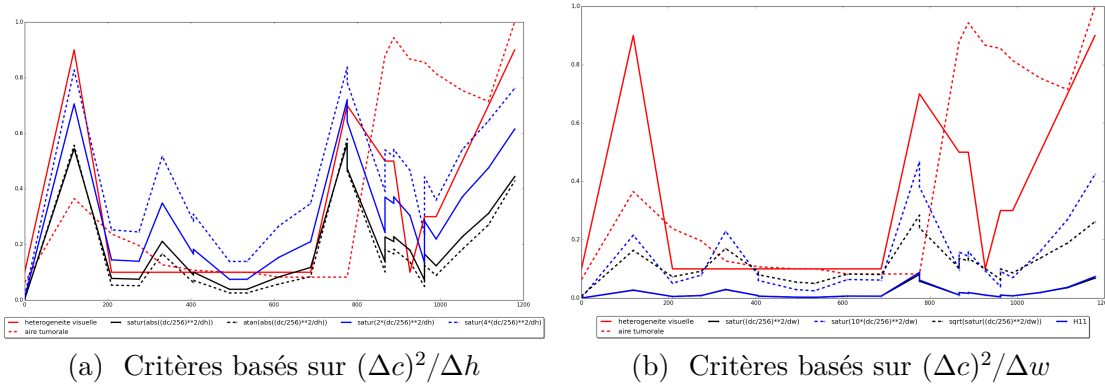 1.0
0.8
0.6
0.4
0.2
0.0
0 200 400 600 800 1000 1200
heterogeneite visuelle satur(abs((dc/256)**2/dh) atan(abs((dc/256)**2/dh)) satur(2*(dc/256)**2/dh) satur(4*(dc/256)**2/dh)
aire tumorale
(a) Critères basés sur (Δc)²/Δh
1.0
0.8
0.6
0.4
0.2
0.0
0 200 400 600 800 1000 1200
heterogeneite visuelle satur((dc/256)**2/dw) satur(10*(dc/256)**2/dw) sqrt(satur((dc/256)**2/dw)) H11
aire tumorale
(b) Critères basés sur (Δc)²/Δw